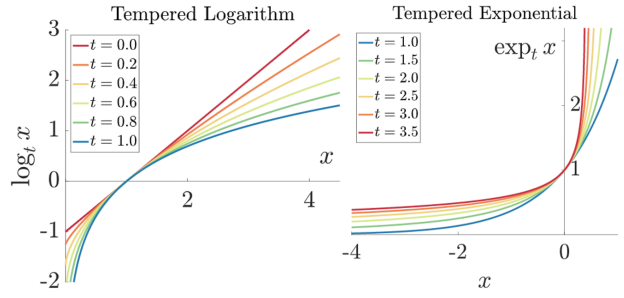 Tempered Logarithm
3
t = 0.0
t = 0.2
t = 0.4
t = 0.6
t = 0.8
t = 1.0
2
1
0
-1
-2
2
4
x
log_t x
Tempered Exponential
t = 1.0
t = 1.5
t = 2.0
t = 2.5
t = 3.0
t = 3.5
exp_t x
2
1
-4
-2
0
x